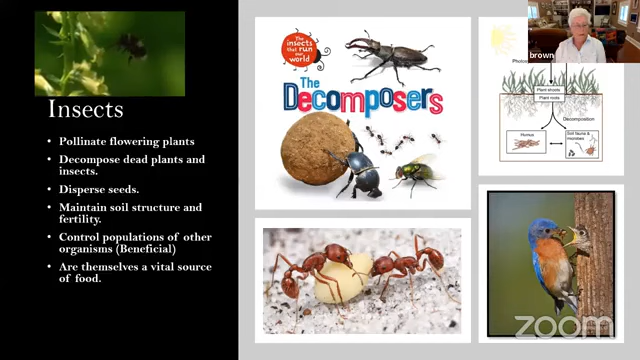 Insects
• Pollinate flowering plants
• Decompose dead plants and
insects.
• Disperse seeds.
• Maintain soil structure and
fertility.
• Control populations of other
organisms (Beneficial)
• Are themselves a vital source
of food.
The
insects
that run
our
world
The
Decomposers
brown
Plant shoots
Plant roots
Decomposition
Humus
Soil fauna &
microbes
zoom